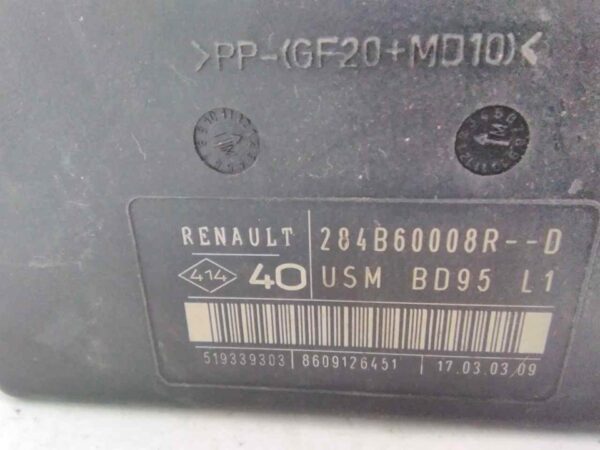 >PP-(GF20+MD10)<
RENAULT 284B60008R--D
414 40 USM BD95 L1
519339303 8609126451 17.03.03/09